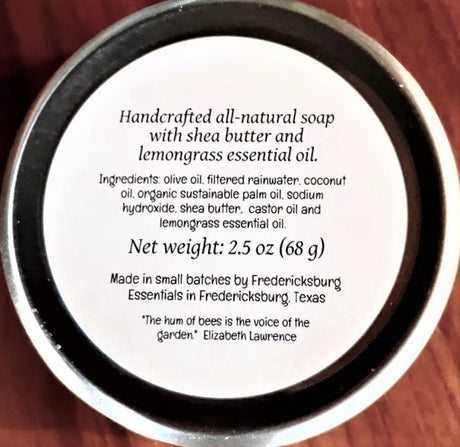 Handcrafted all-natural soap
with shea butter and
lemongrass essential oil.
Ingredients: olive oil, filtered rainwater, coconut
oil, organic sustainable palm oil, sodium
hydroxide, shea butter, castor oil and
lemongrass essential oil.
Net weight: 2.5 oz (68 g)
Made in small batches by Fredericksburg
Essentials in Fredericksburg, Texas
"The hum of bees is the voice of the
garden." Elizabeth Lawrence